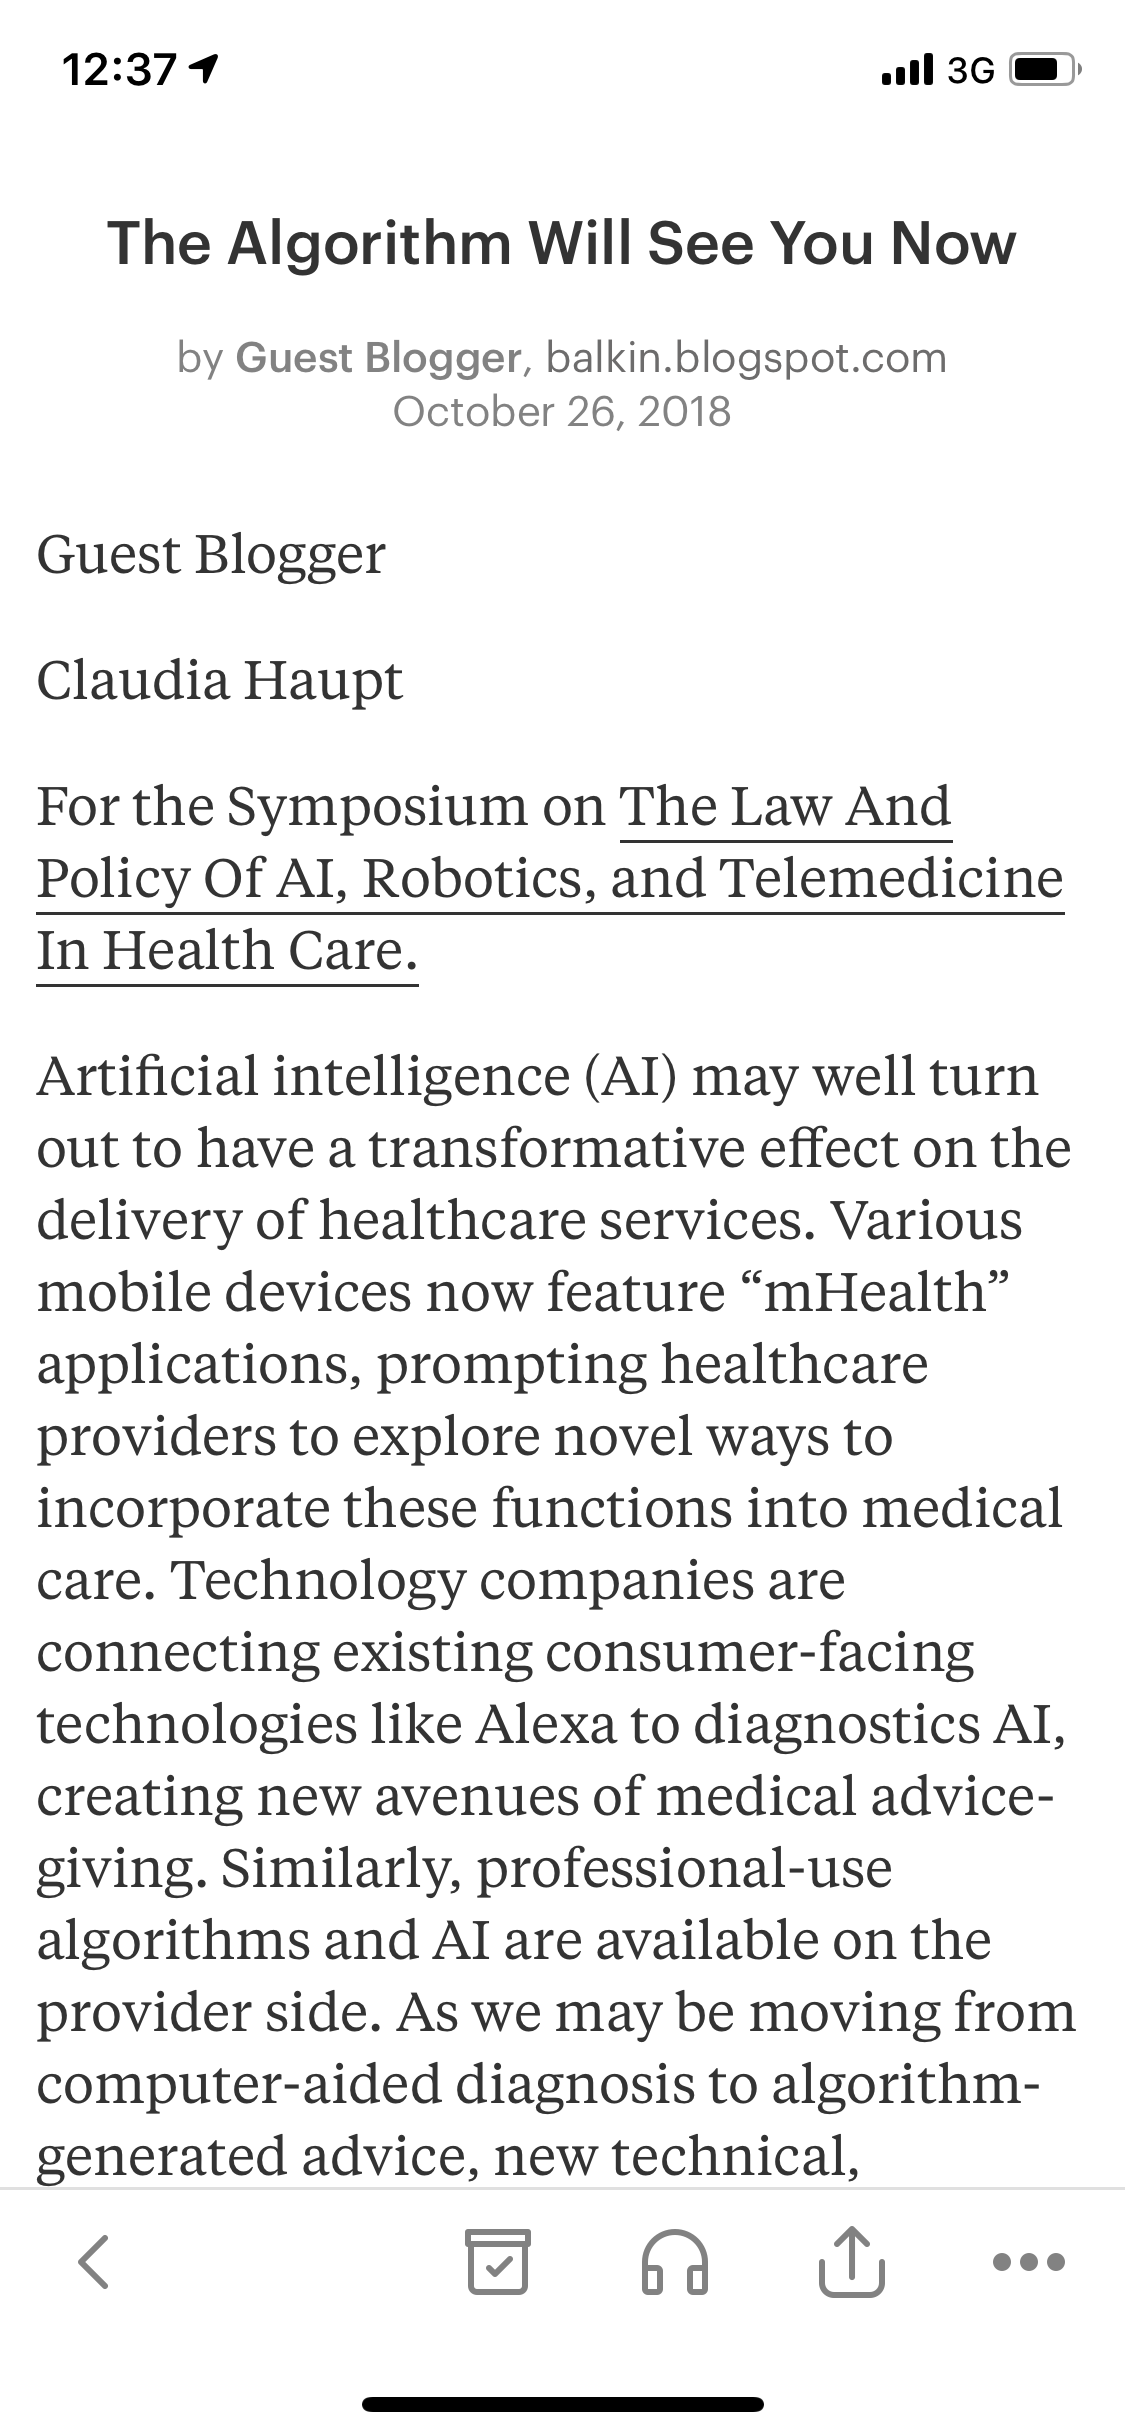 12:37
3G
The Algorithm Will See You Now
by Guest Blogger, balkin.blogspot.com
October 26, 2018
Guest Blogger
Claudia Haupt
For the Symposium on The Law And
Policy Of AI, Robotics, and Telemedicine
In Health Care.
Artificial intelligence (AI) may well turn
out to have a transformative effect on the
delivery of healthcare services. Various
mobile devices now feature “mHealth”
applications, prompting healthcare
providers to explore novel ways to
incorporate these functions into medical
care. Technology companies are
connecting existing consumer-facing
technologies like Alexa to diagnostics AI,
creating new avenues of medical advice-
giving. Similarly, professional-use
algorithms and AI are available on the
provider side. As we may be moving from
computer-aided diagnosis to algorithm-
generated advice, new technical,